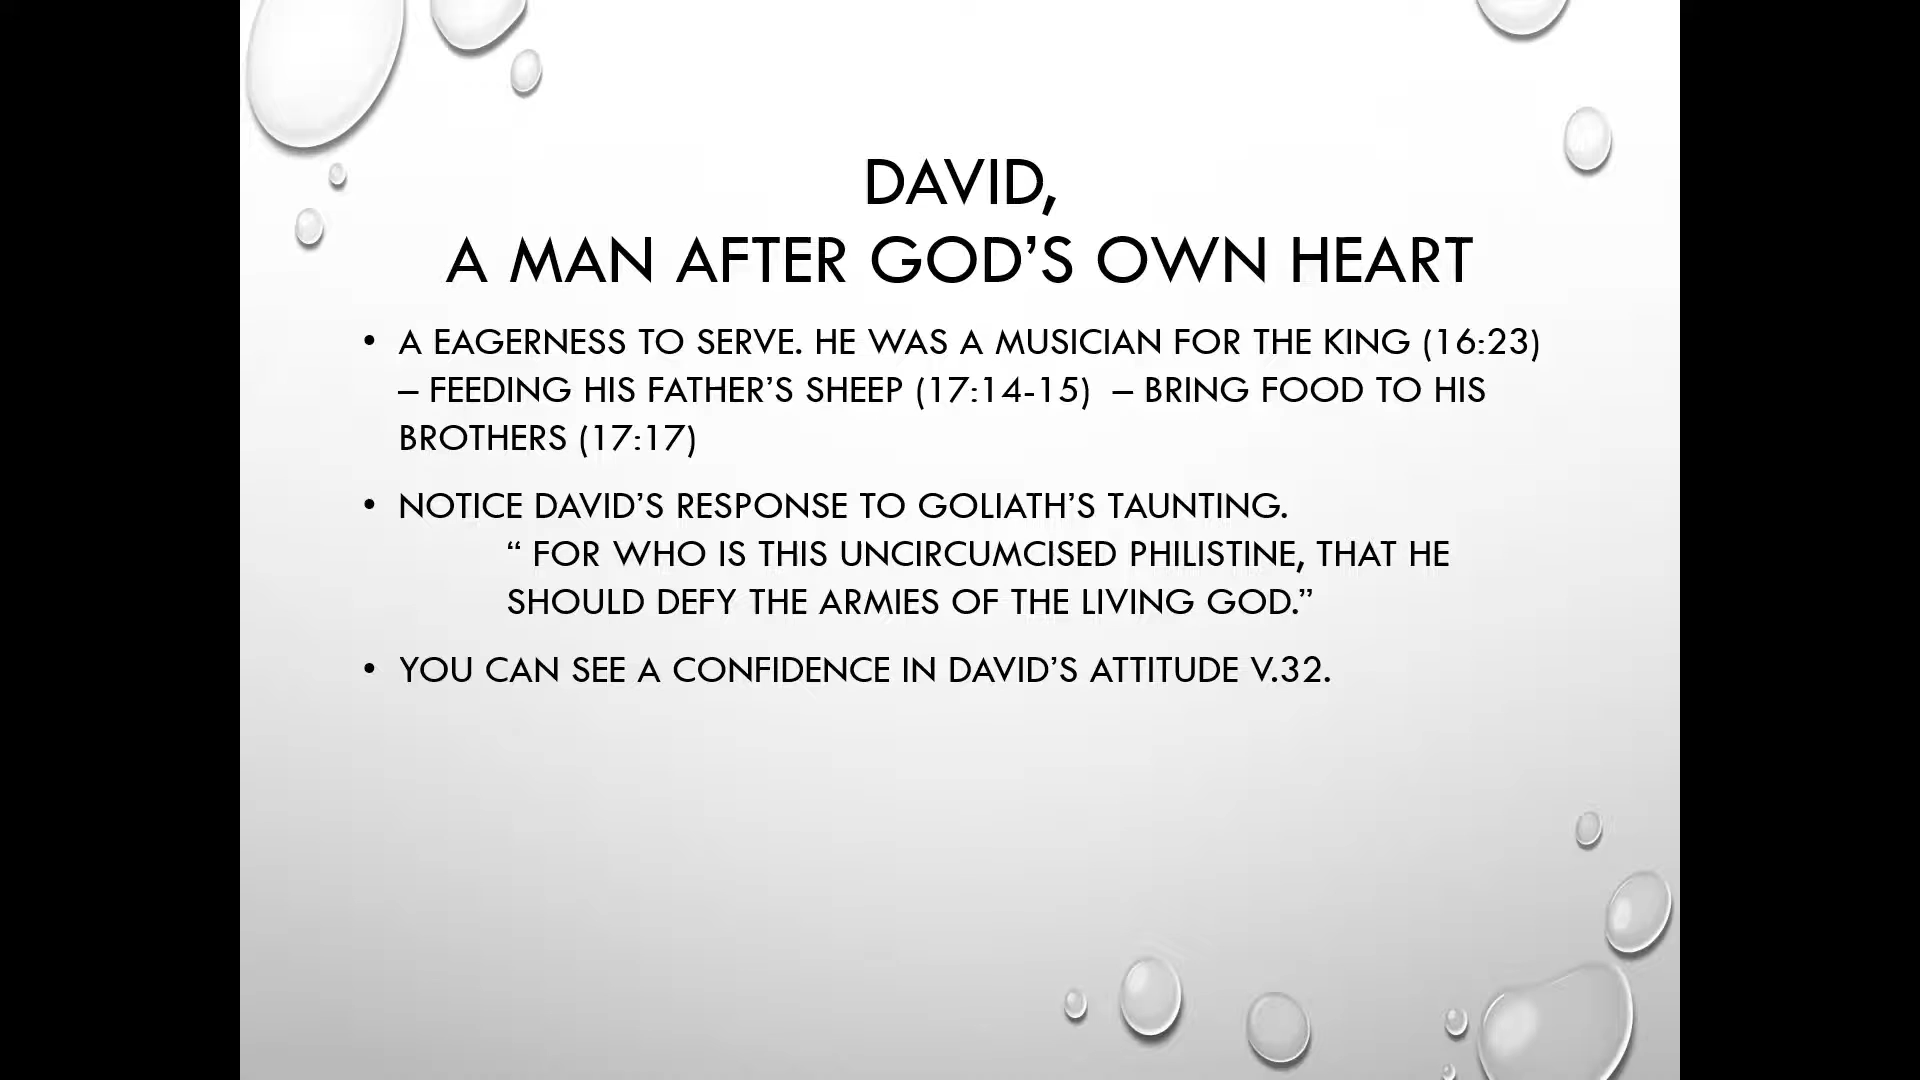 DAVID,
A MAN AFTER GOD’S OWN HEART
• A EAGERNESS TO SERVE. HE WAS A MUSICIAN FOR THE KING (16:23)
– FEEDING HIS FATHER’S SHEEP (17:14-15)  – BRING FOOD TO HIS
BROTHERS (17:17)
• NOTICE DAVID’S RESPONSE TO GOLIATH’S TAUNTING.
“ FOR WHO IS THIS UNCIRCUMCISED PHILISTINE, THAT HE
SHOULD DEFY THE ARMIES OF THE LIVING GOD.”
• YOU CAN SEE A CONFIDENCE IN DAVID’S ATTITUDE V.32.